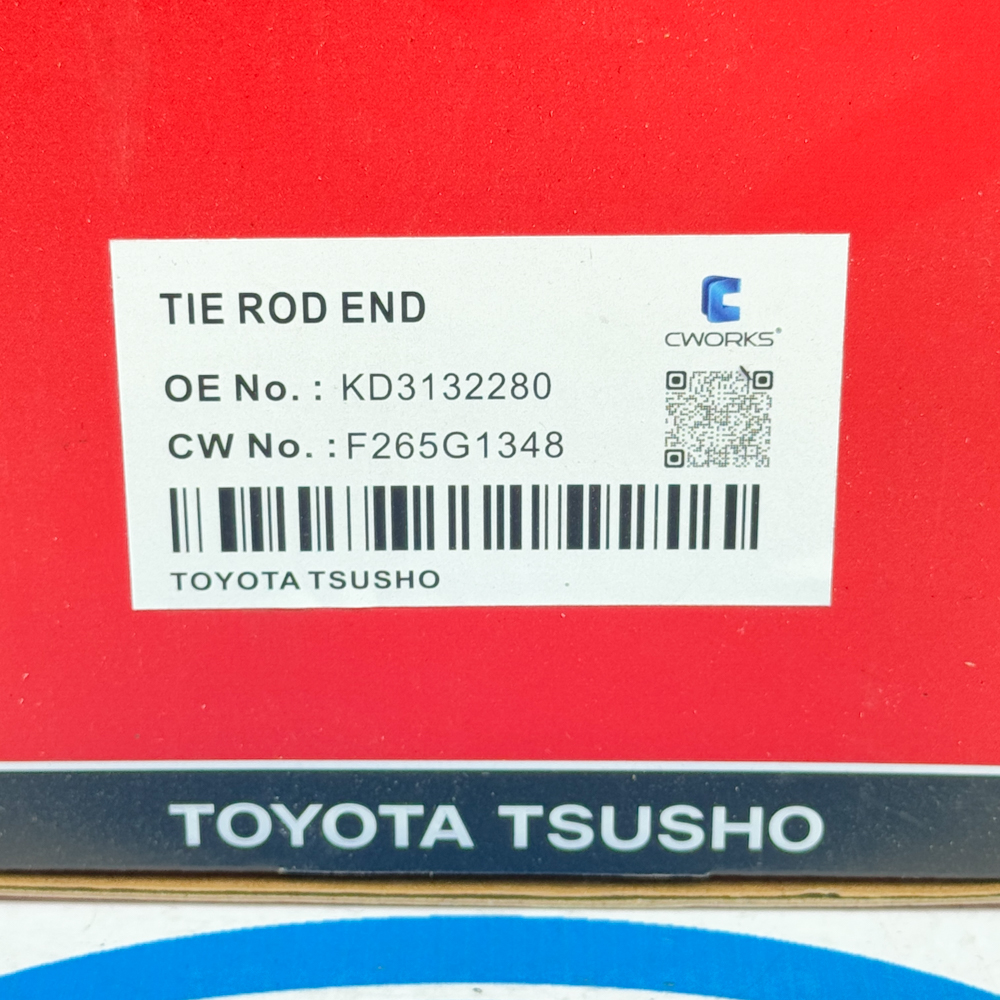 TIE ROD END
CWORKS®
OE No. : KD3132280
CW No. : F265G1348
TOYOTA TSUSHO
TOYOTA TSUSHO